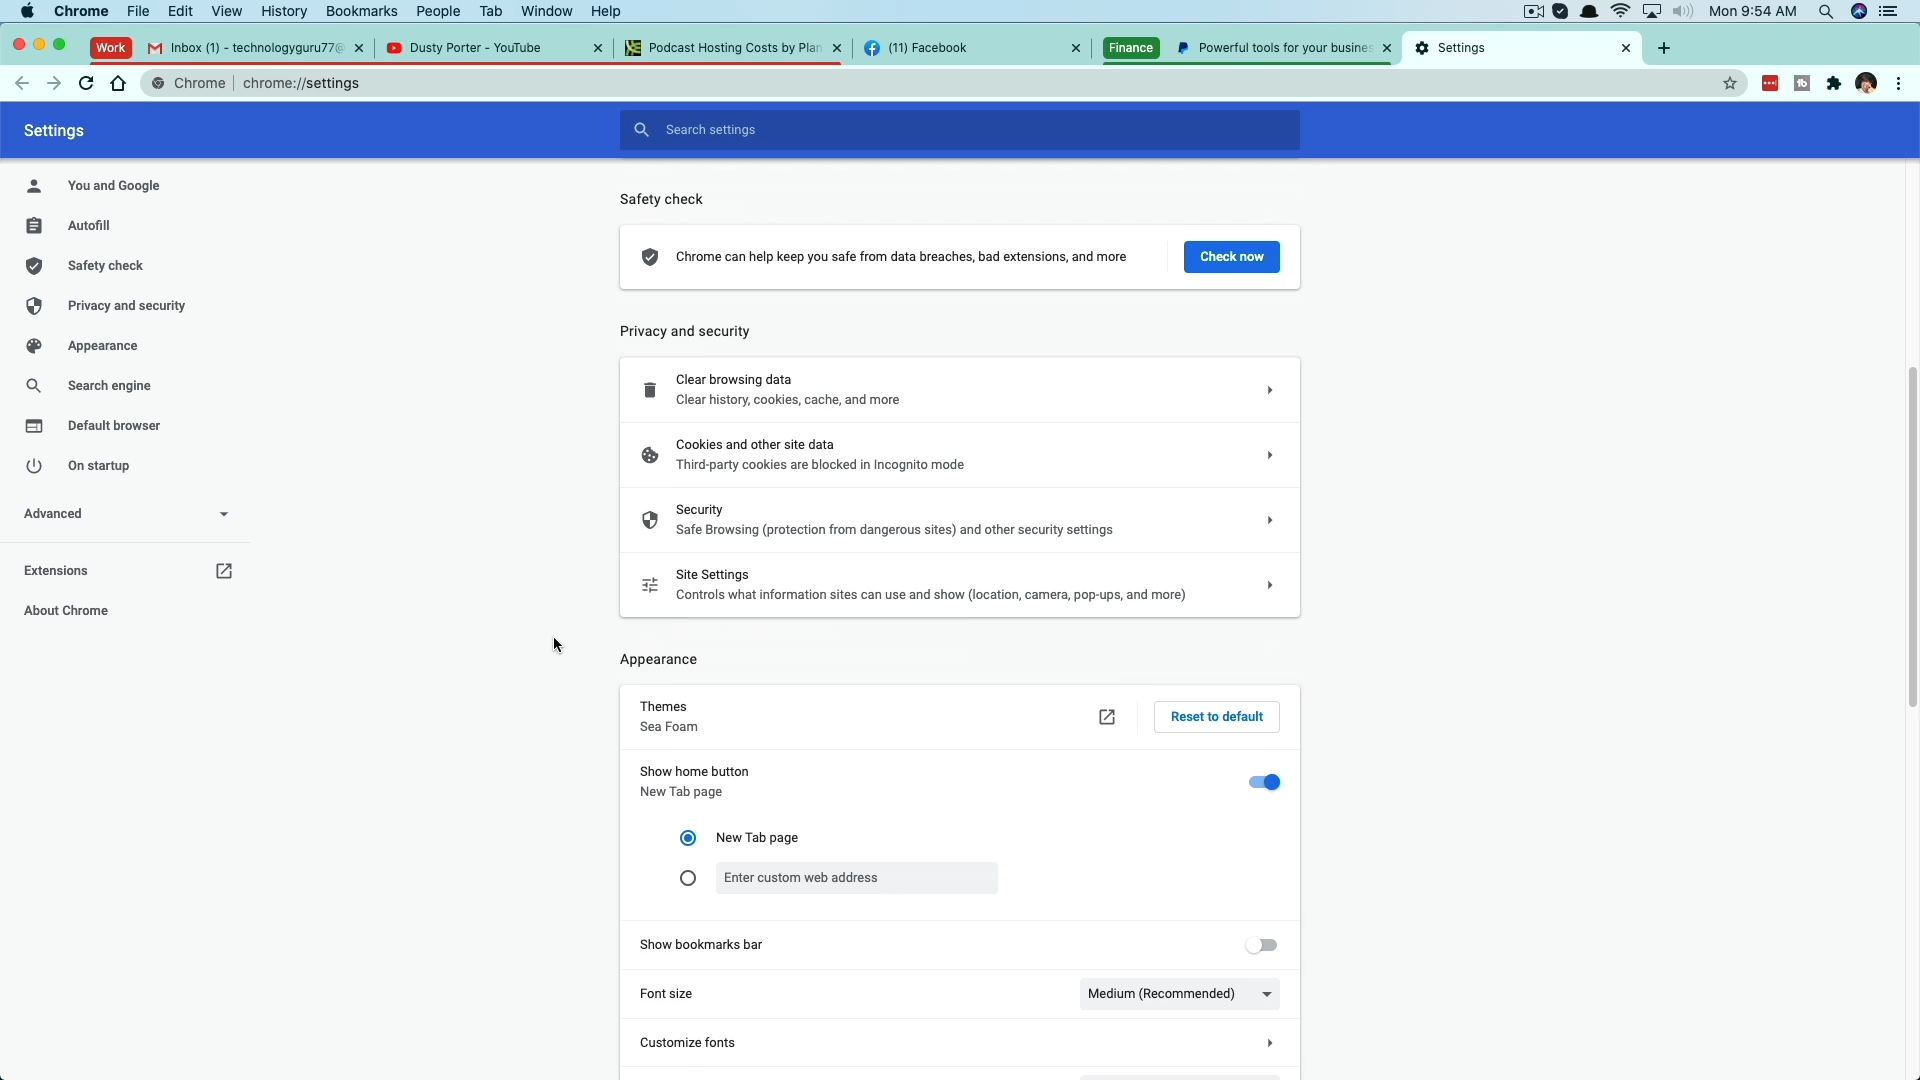 Chrome File Edit View History Bookmarks People Tab Window Help Mon 9:54 AM
Work Inbox (1) - technologyguru77@ Dusty Porter - YouTube Podcast Hosting Costs by Plan (11) Facebook Finance Powerful tools for your busines Settings
Chrome chrome://settings
Settings
Search settings
You and Google
Autofill
Safety check
Privacy and security
Appearance
Search engine
Default browser
On startup
Advanced
Extensions
About Chrome
Safety check
Chrome can help keep you safe from data breaches, bad extensions, and more
Check now
Privacy and security
Clear browsing data
Clear history, cookies, cache, and more
Cookies and other site data
Third-party cookies are blocked in Incognito mode
Security
Safe Browsing (protection from dangerous sites) and other security settings
Site Settings
Controls what information sites can use and show (location, camera, pop-ups, and more)
Appearance
Themes
Sea Foam
Reset to default
Show home button
New Tab page
New Tab page
Enter custom web address
Show bookmarks bar
Font size
Medium (Recommended)
Customize fonts